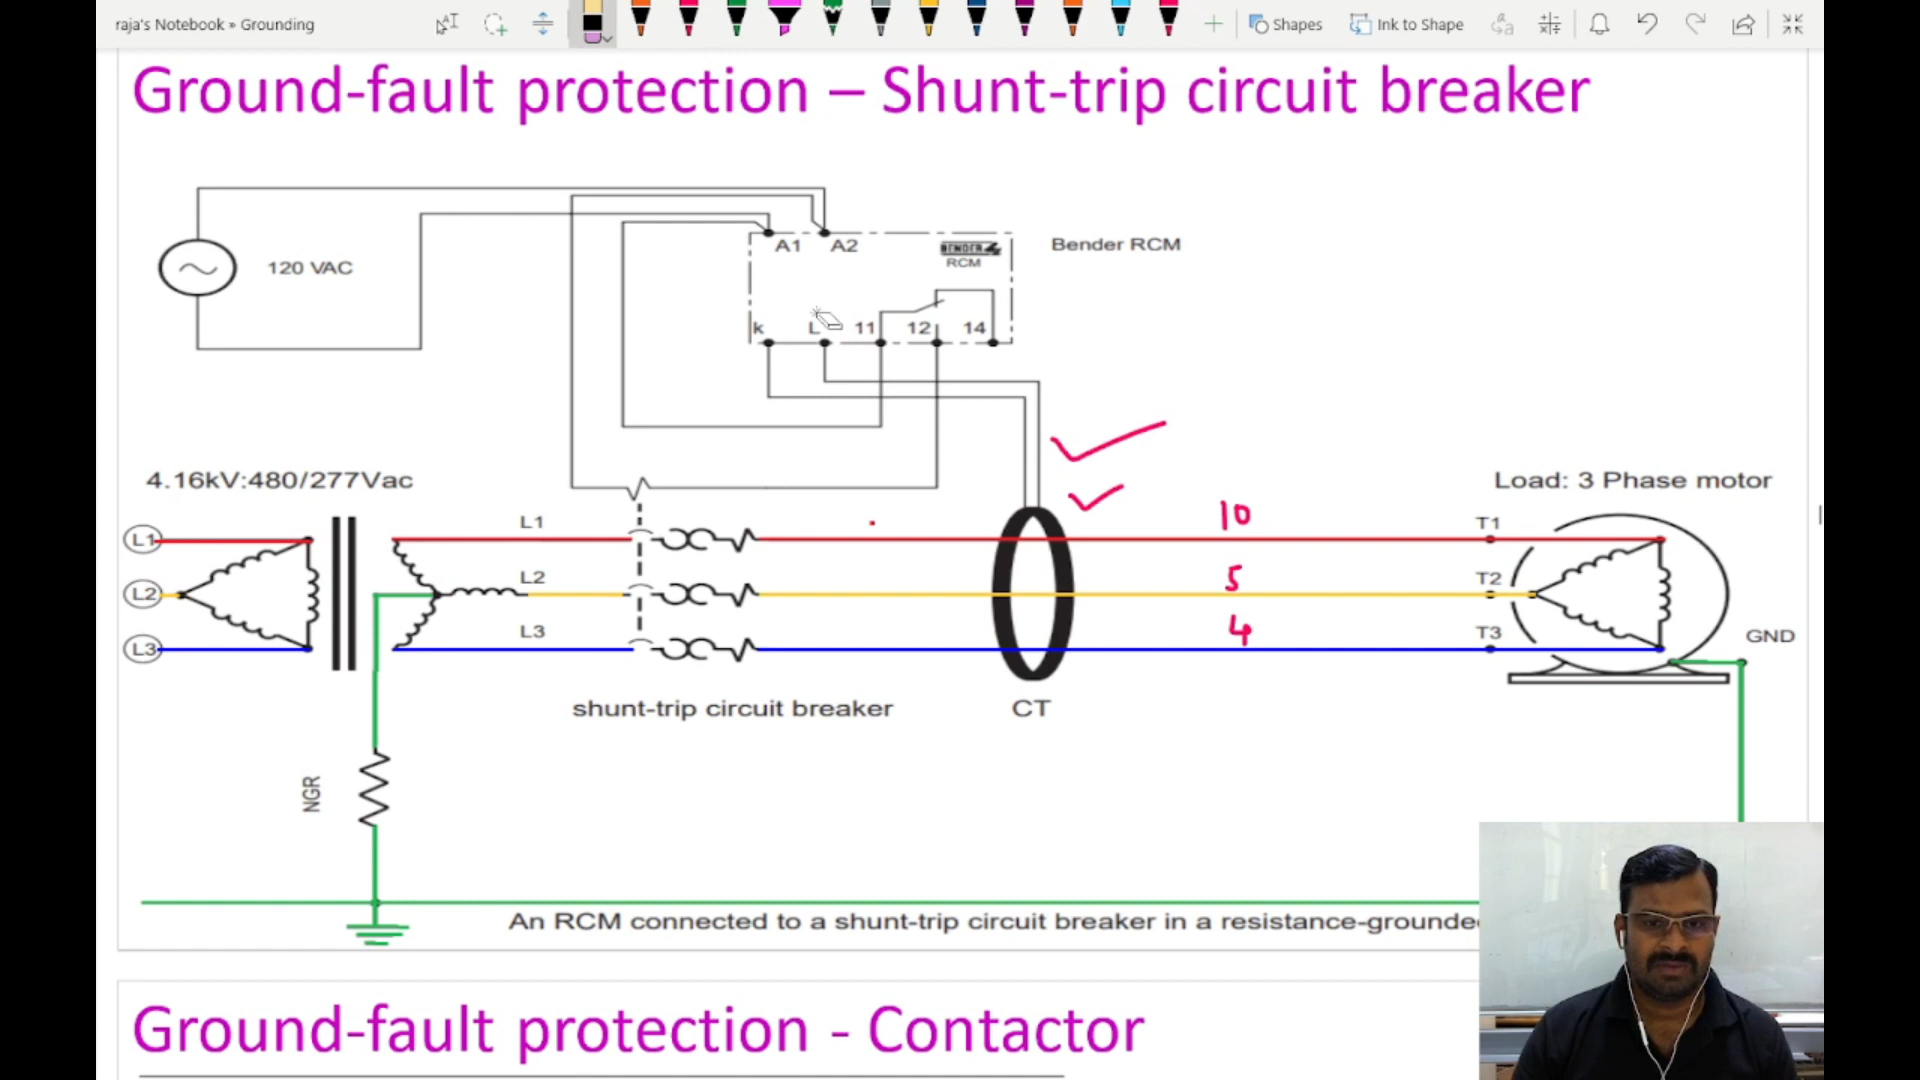 raja's Notebook » Grounding
Shapes
Ink to Shape
Ground-fault protection – Shunt-trip circuit breaker
120 VAC
A1
A2
BENDER
RCM
Bender RCM
k
L
11
12
14
4.16kV:480/277Vac
Load: 3 Phase motor
L1
L1
10
T1
L2
L2
5
T2
L3
L3
4
T3
GND
shunt-trip circuit breaker
CT
NGR
An RCM connected to a shunt-trip circuit breaker in a
Ground-fault protection - Contactor